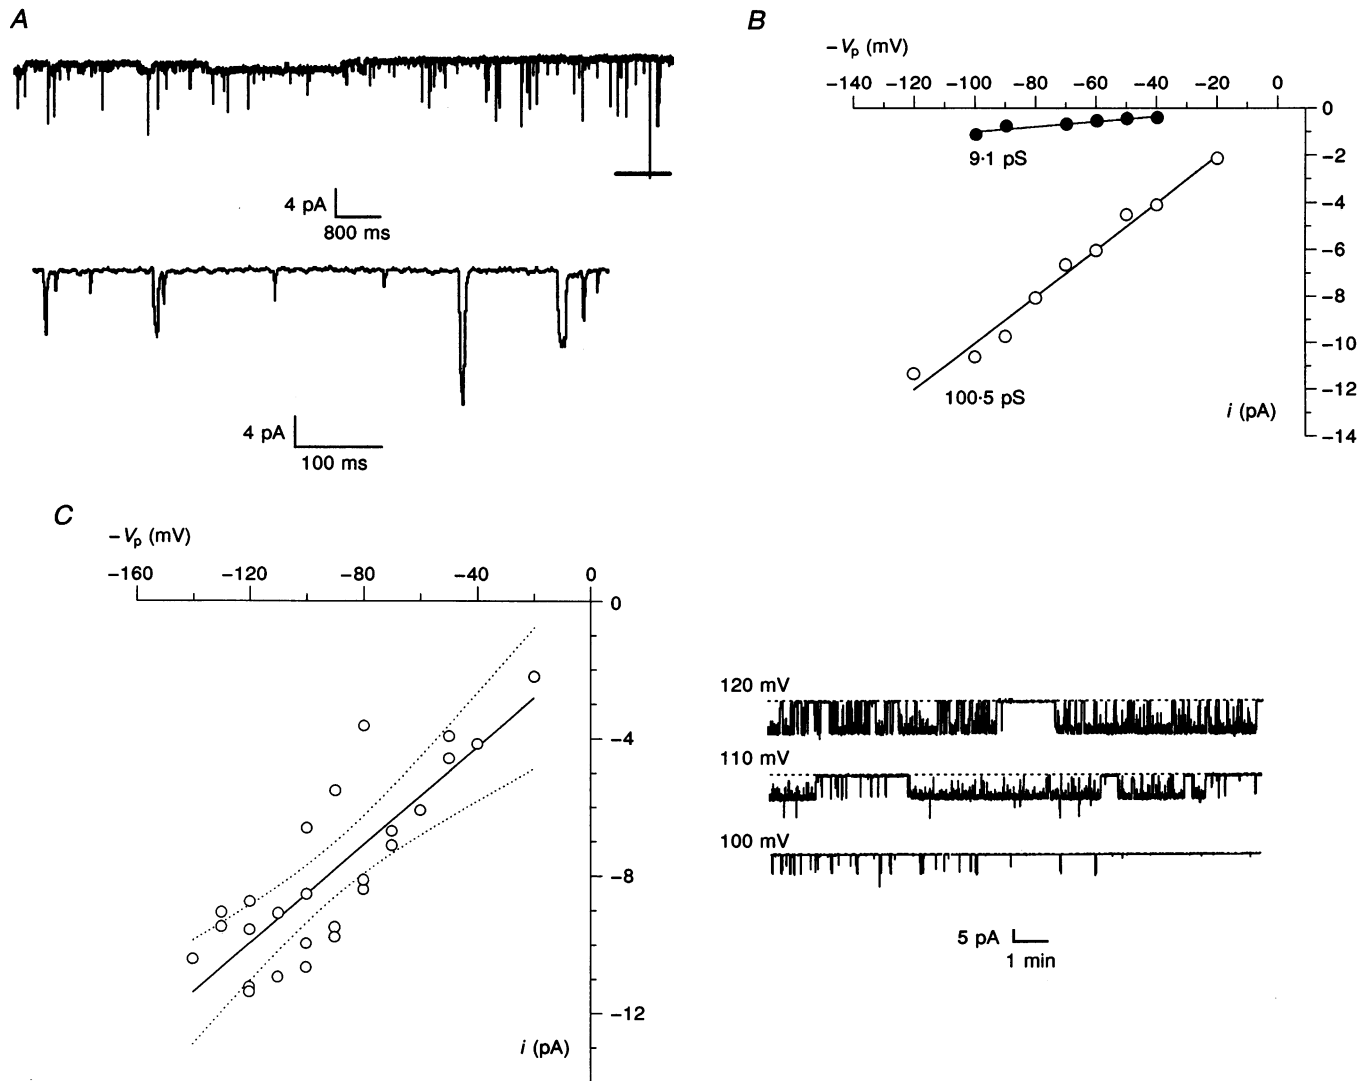 A
4 pA
800 ms
4 pA
100 ms
B
−Vp (mV)
−140 −120 −100 −80 −60 −40 −20 0
0
9·1 pS
−2
−4
−6
−8
−10
100·5 pS
−12
i (pA)
−14
C
−Vp (mV)
−160 −120 −80 −40 0
0
−4
−8
−12
i (pA)
120 mV
110 mV
100 mV
5 pA
1 min